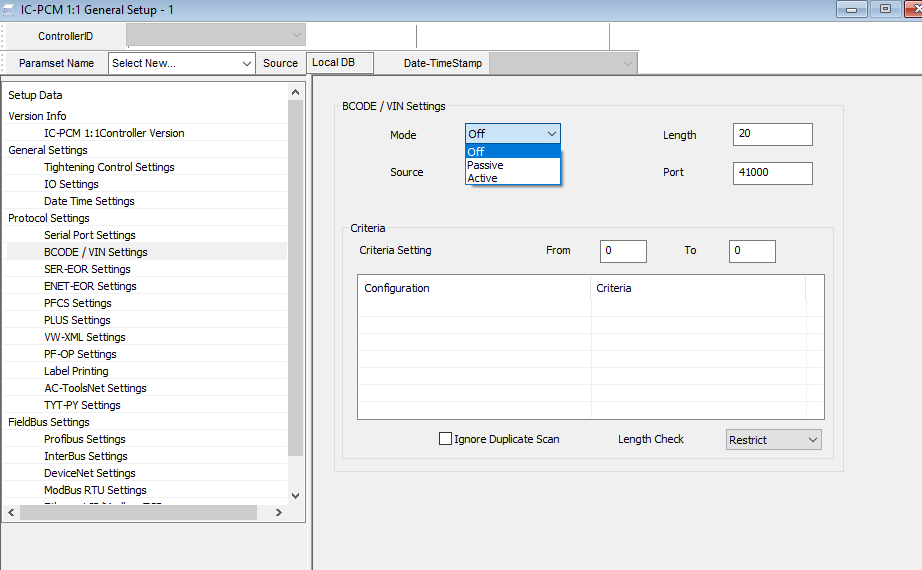 IC-PCM 1:1 General Setup - 1
ControllerID
Paramset Name Select New... Source Local DB Date-TimeStamp
Setup Data
Version Info
IC-PCM 1:1Controller Version
General Settings
Tightening Control Settings
IO Settings
Date Time Settings
Protocol Settings
Serial Port Settings
BCODE / VIN Settings
SER-EOR Settings
ENET-EOR Settings
PFCS Settings
PLUS Settings
VW-XML Settings
PF-OP Settings
Label Printing
AC-ToolsNet Settings
TYT-PY Settings
FieldBus Settings
Profibus Settings
InterBus Settings
DeviceNet Settings
ModBus RTU Settings
BCODE / VIN Settings
Mode Off Length 20
Off
Passive
Active
Source Port 41000
Criteria
Criteria Setting From 0 To 0
Configuration Criteria
Ignore Duplicate Scan Length Check Restrict